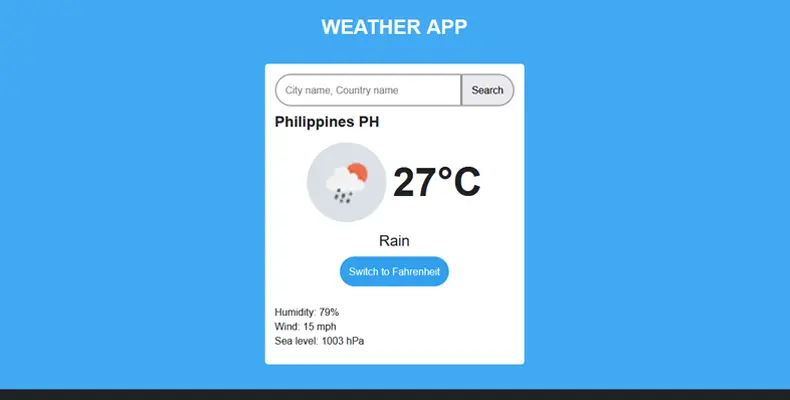 WEATHER APP
City name, Country name
Search
Philippines PH
27°C
Rain
Switch to Fahrenheit
Humidity: 79%
Wind: 15 mph
Sea level: 1003 hPa